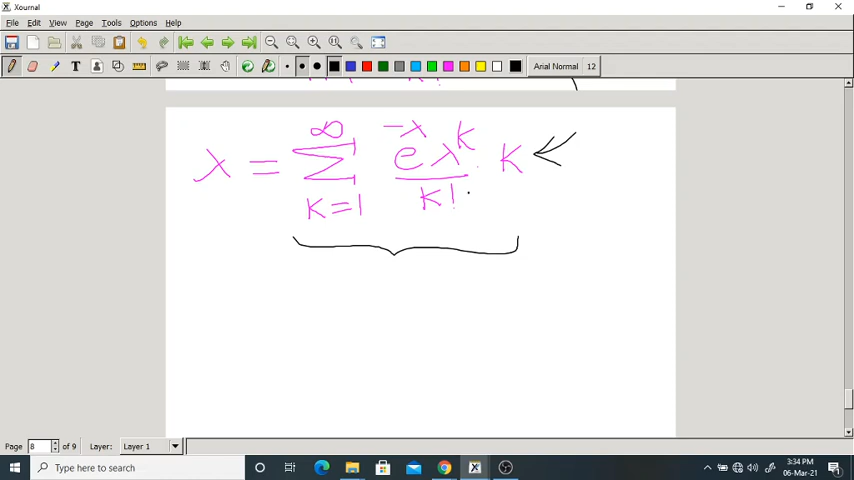 Xournal
File Edit View Page Tools Options Help
Arial Normal 12
∞ -λ
λ = Σ e λ^k / k! . K
K=1
Page 8 of 9 Layer: Layer 1
Type here to search
3:34 PM
06-Mar-21